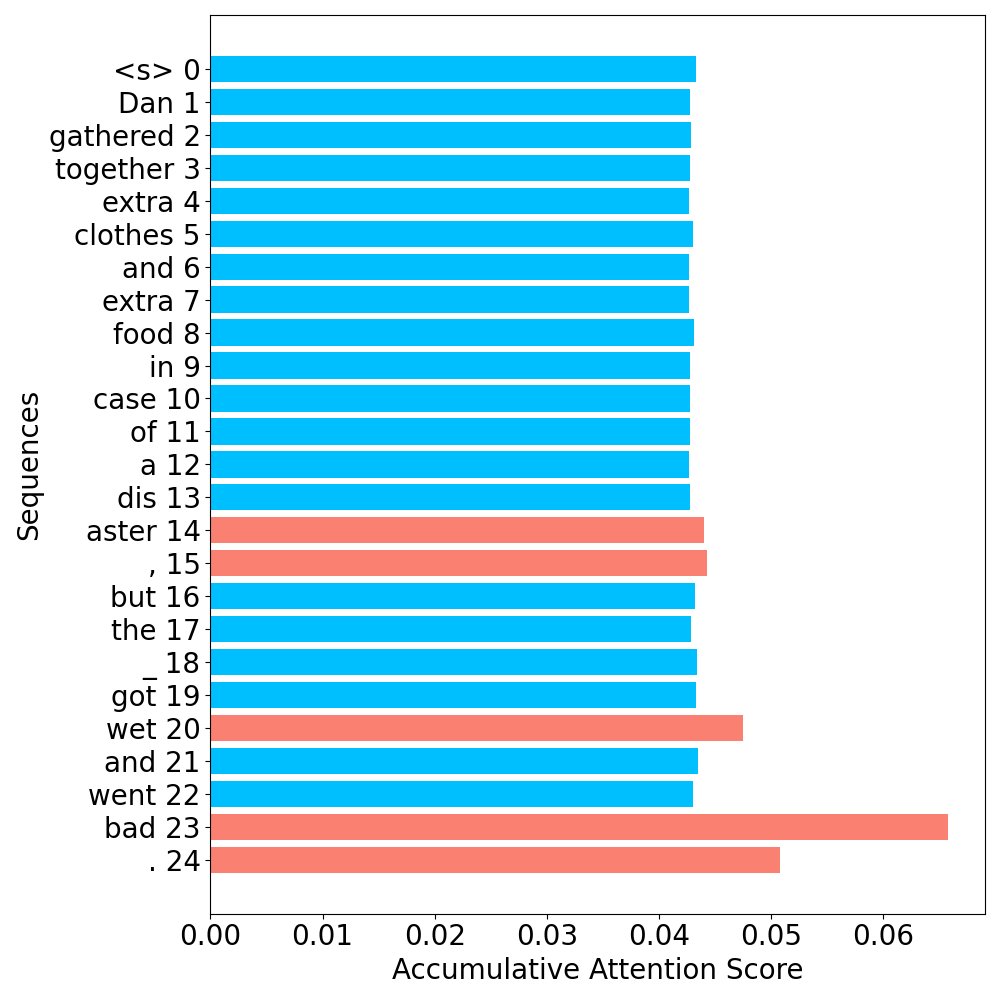 <s> 0
Dan 1
gathered 2
together 3
extra 4
clothes 5
and 6
extra 7
food 8
in 9
case 10
of 11
a 12
dis 13
aster 14
, 15
but 16
the 17
_ 18
got 19
wet 20
and 21
went 22
bad 23
. 24
Sequences
0.00 0.01 0.02 0.03 0.04 0.05 0.06
Accumulative Attention Score